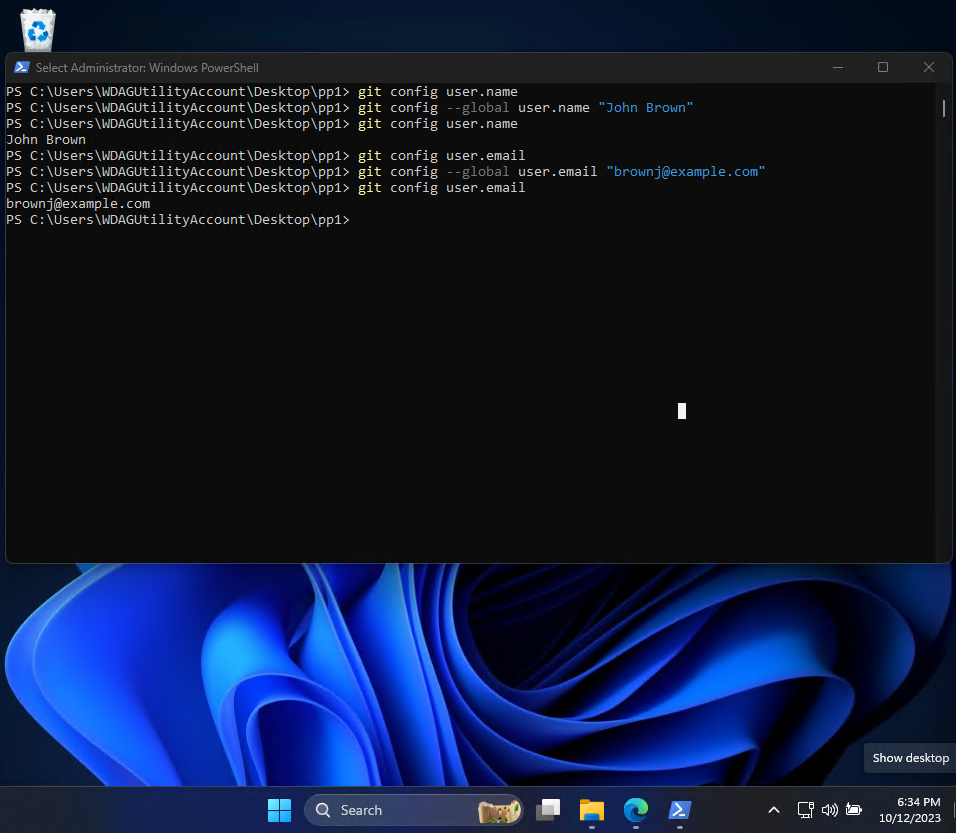 Select Administrator: Windows PowerShell
PS C:\Users\WDAGUtilityAccount\Desktop\pp1> git config user.name
PS C:\Users\WDAGUtilityAccount\Desktop\pp1> git config --global user.name "John Brown"
PS C:\Users\WDAGUtilityAccount\Desktop\pp1> git config user.name
John Brown
PS C:\Users\WDAGUtilityAccount\Desktop\pp1> git config user.email
PS C:\Users\WDAGUtilityAccount\Desktop\pp1> git config --global user.email "brownj@example.com"
PS C:\Users\WDAGUtilityAccount\Desktop\pp1> git config user.email
brownj@example.com
PS C:\Users\WDAGUtilityAccount\Desktop\pp1>
Show desktop
Search
6:34 PM
10/12/2023